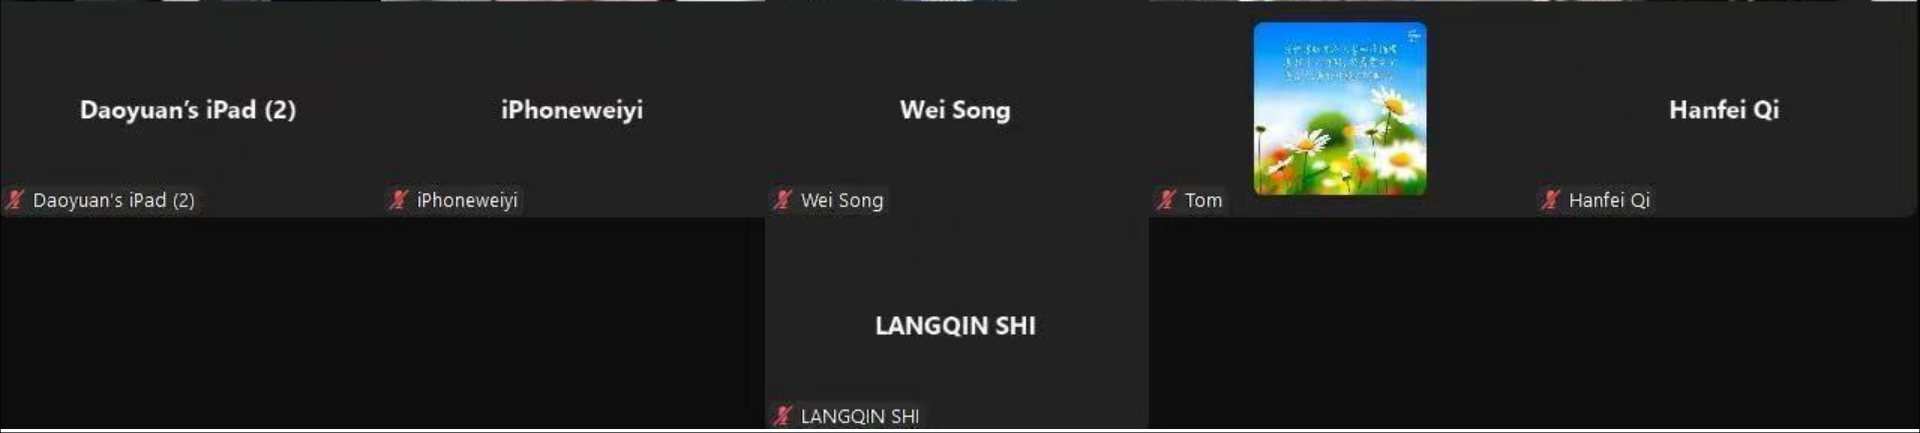 Daoyuan's iPad (2)
iPhoneweiyi
Wei Song
Hanfei Qi
Daoyuan's iPad (2)
iPhoneweiyi
Wei Song
Tom
Hanfei Qi
LANGQIN SHI
LANGQIN SHI